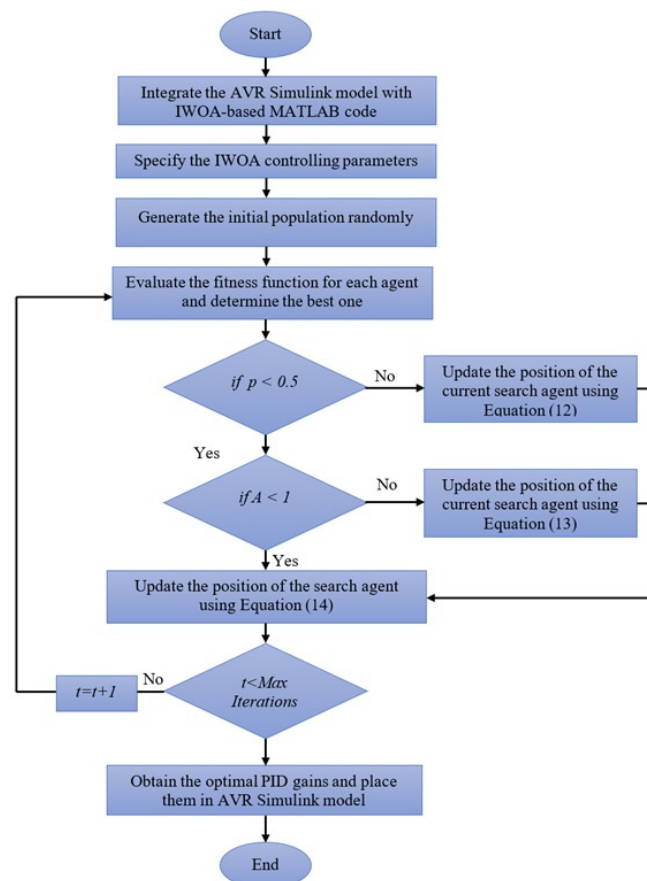 Start
Integrate the AVR Simulink model with
IWOA-based MATLAB code
Specify the IWOA controlling parameters
Generate the initial population randomly
Evaluate the fitness function for each agent
and determine the best one
if p < 0.5
No
Update the position of the
current search agent using
Equation (12)
Yes
if A < 1
No
Update the position of the
current search agent using
Equation (13)
Yes
Update the position of the search agent
using Equation (14)
t=t+1
No
t<Max
Iterations
Obtain the optimal PID gains and place
them in AVR Simulink model
End